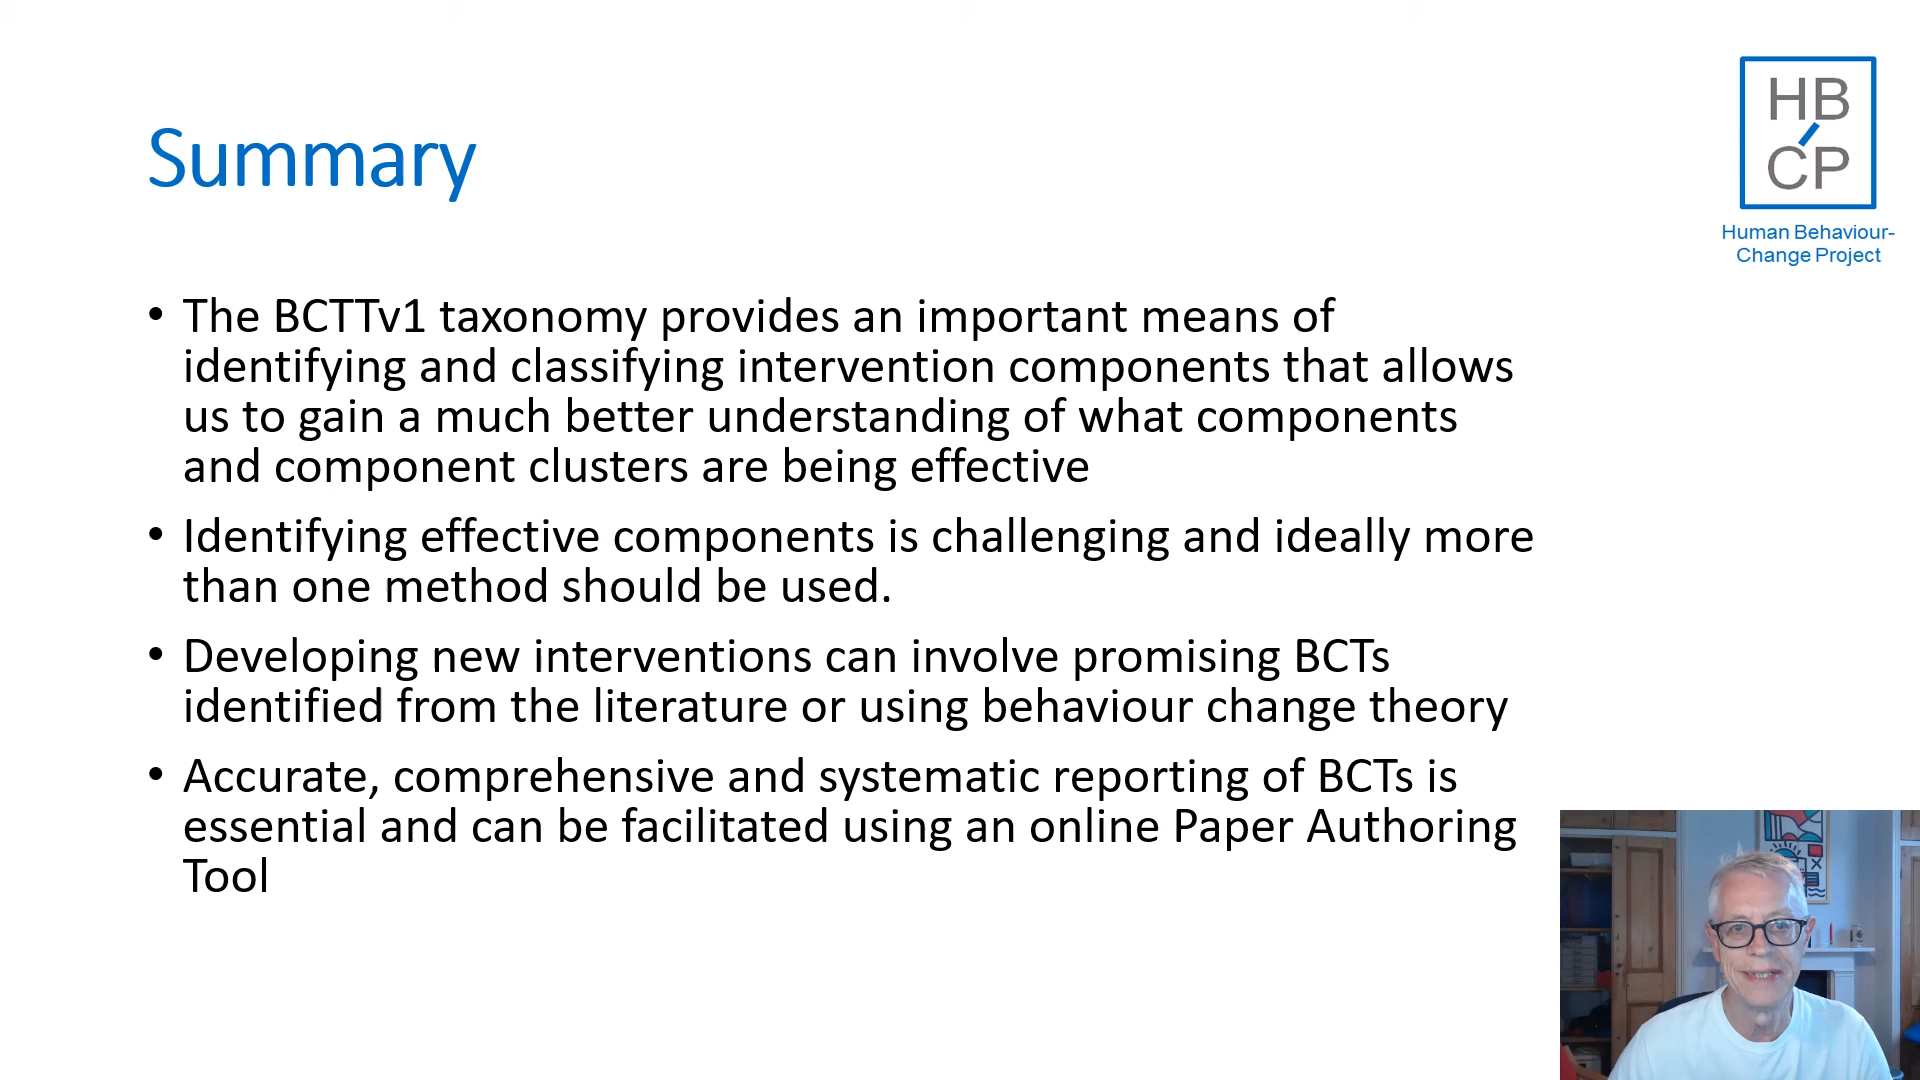 HB
CP
Human Behaviour-
Change Project
Summary
• The BCTTv1 taxonomy provides an important means of
identifying and classifying intervention components that allows
us to gain a much better understanding of what components
and component clusters are being effective
• Identifying effective components is challenging and ideally more
than one method should be used.
• Developing new interventions can involve promising BCTs
identified from the literature or using behaviour change theory
• Accurate, comprehensive and systematic reporting of BCTs is
essential and can be facilitated using an online Paper Authoring
Tool